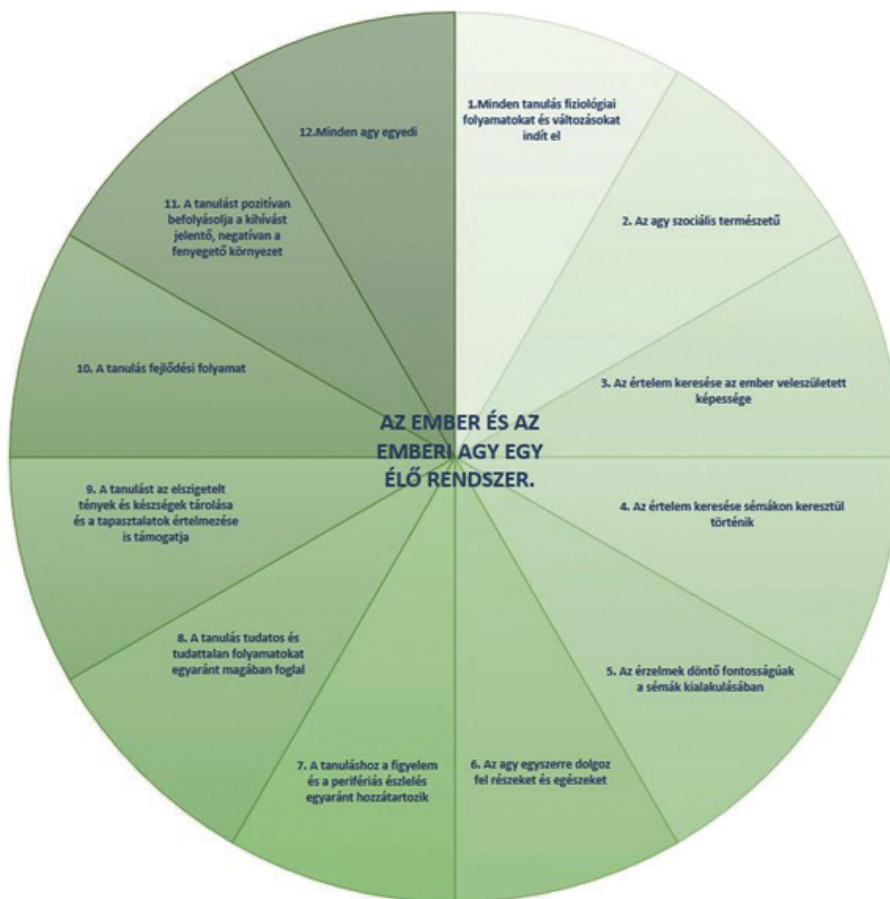 1.Minden tanulás fiziológiai
folyamatokat és változásokat
indít el
2. Az agy szociális természetű
3. Az értelem keresése az ember veleszületett
képessége
4. Az értelem keresése sémákon keresztül
történik
5. Az érzelmek döntő fontosságúak
a sémák kialakulásában
6. Az agy egyszerre dolgoz
fel részeket és egészeket
7. A tanuláshoz a figyelem
és a perifériás észlelés
egyaránt hozzátartozik
8. A tanulás tudatos és
tudattalan folyamatokat
egyaránt magában foglal
9. A tanulást az elszigetelt
tények és készségek tárolása
és a tapasztalatok értelmezése
is támogatja
10. A tanulás fejlődési folyamat
11. A tanulást pozitívan
befolyásolja a kihívást
jelentő, negatívan a
fenyegető környezet
12.Minden agy egyedi
AZ EMBER ÉS AZ
EMBERI AGY EGY
ÉLŐ RENDSZER.